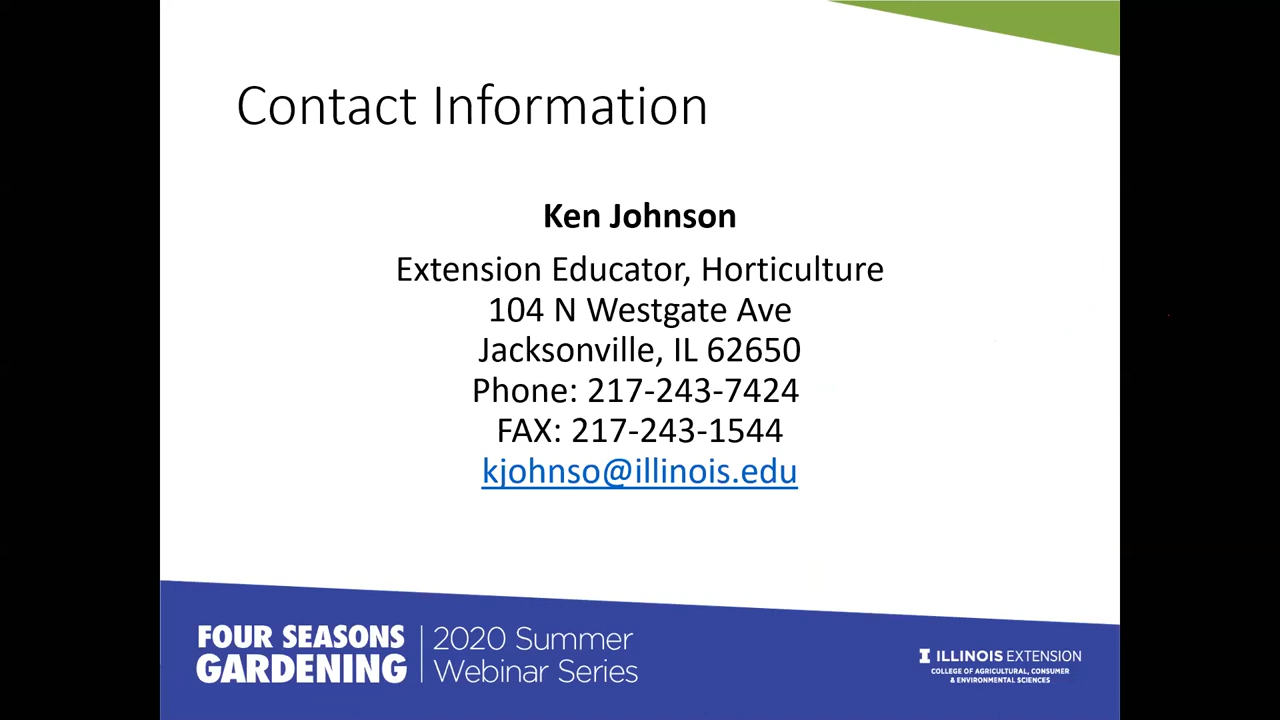 Contact Information
Ken Johnson
Extension Educator, Horticulture
104 N Westgate Ave
Jacksonville, IL 62650
Phone: 217-243-7424
FAX: 217-243-1544
kjohnso@illinois.edu
FOUR SEASONS
GARDENING
2020 Summer
Webinar Series
I ILLINOIS EXTENSION
COLLEGE OF AGRICULTURAL, CONSUMER
& ENVIRONMENTAL SCIENCES